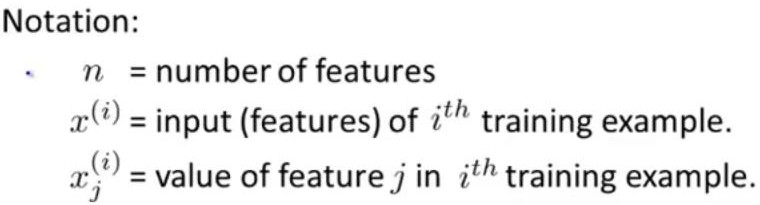 Notation:
n = number of features
x^{(i)} = input (features) of i^{th} training example.
x_j^{(i)} = value of feature j in i^{th} training example.